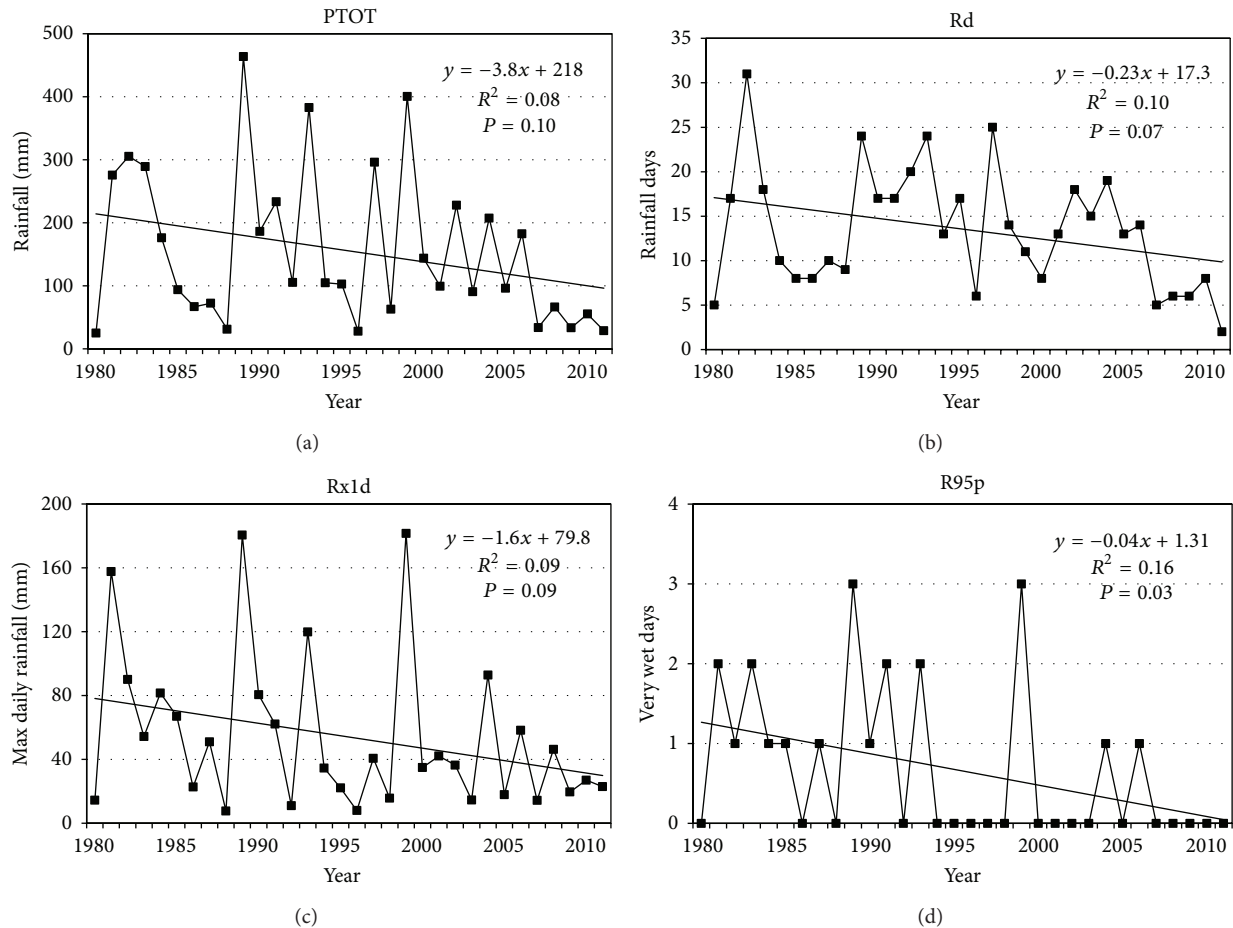 PTOT
500
400
300
200
100
0
Rainfall (mm)
y = −3.8x + 218
R² = 0.08
P = 0.10
1980 1985 1990 1995 2000 2005 2010
Year
(a)
Rd
35
30
25
20
15
10
5
0
Rainfall days
y = −0.23x + 17.3
R² = 0.10
P = 0.07
1980 1985 1990 1995 2000 2005 2010
Year
(b)
Rx1d
200
160
120
80
40
0
Max daily rainfall (mm)
y = −1.6x + 79.8
R² = 0.09
P = 0.09
1980 1985 1990 1995 2000 2005 2010
Year
(c)
R95p
4
3
2
1
0
Very wet days
y = −0.04x + 1.31
R² = 0.16
P = 0.03
1980 1985 1990 1995 2000 2005 2010
Year
(d)